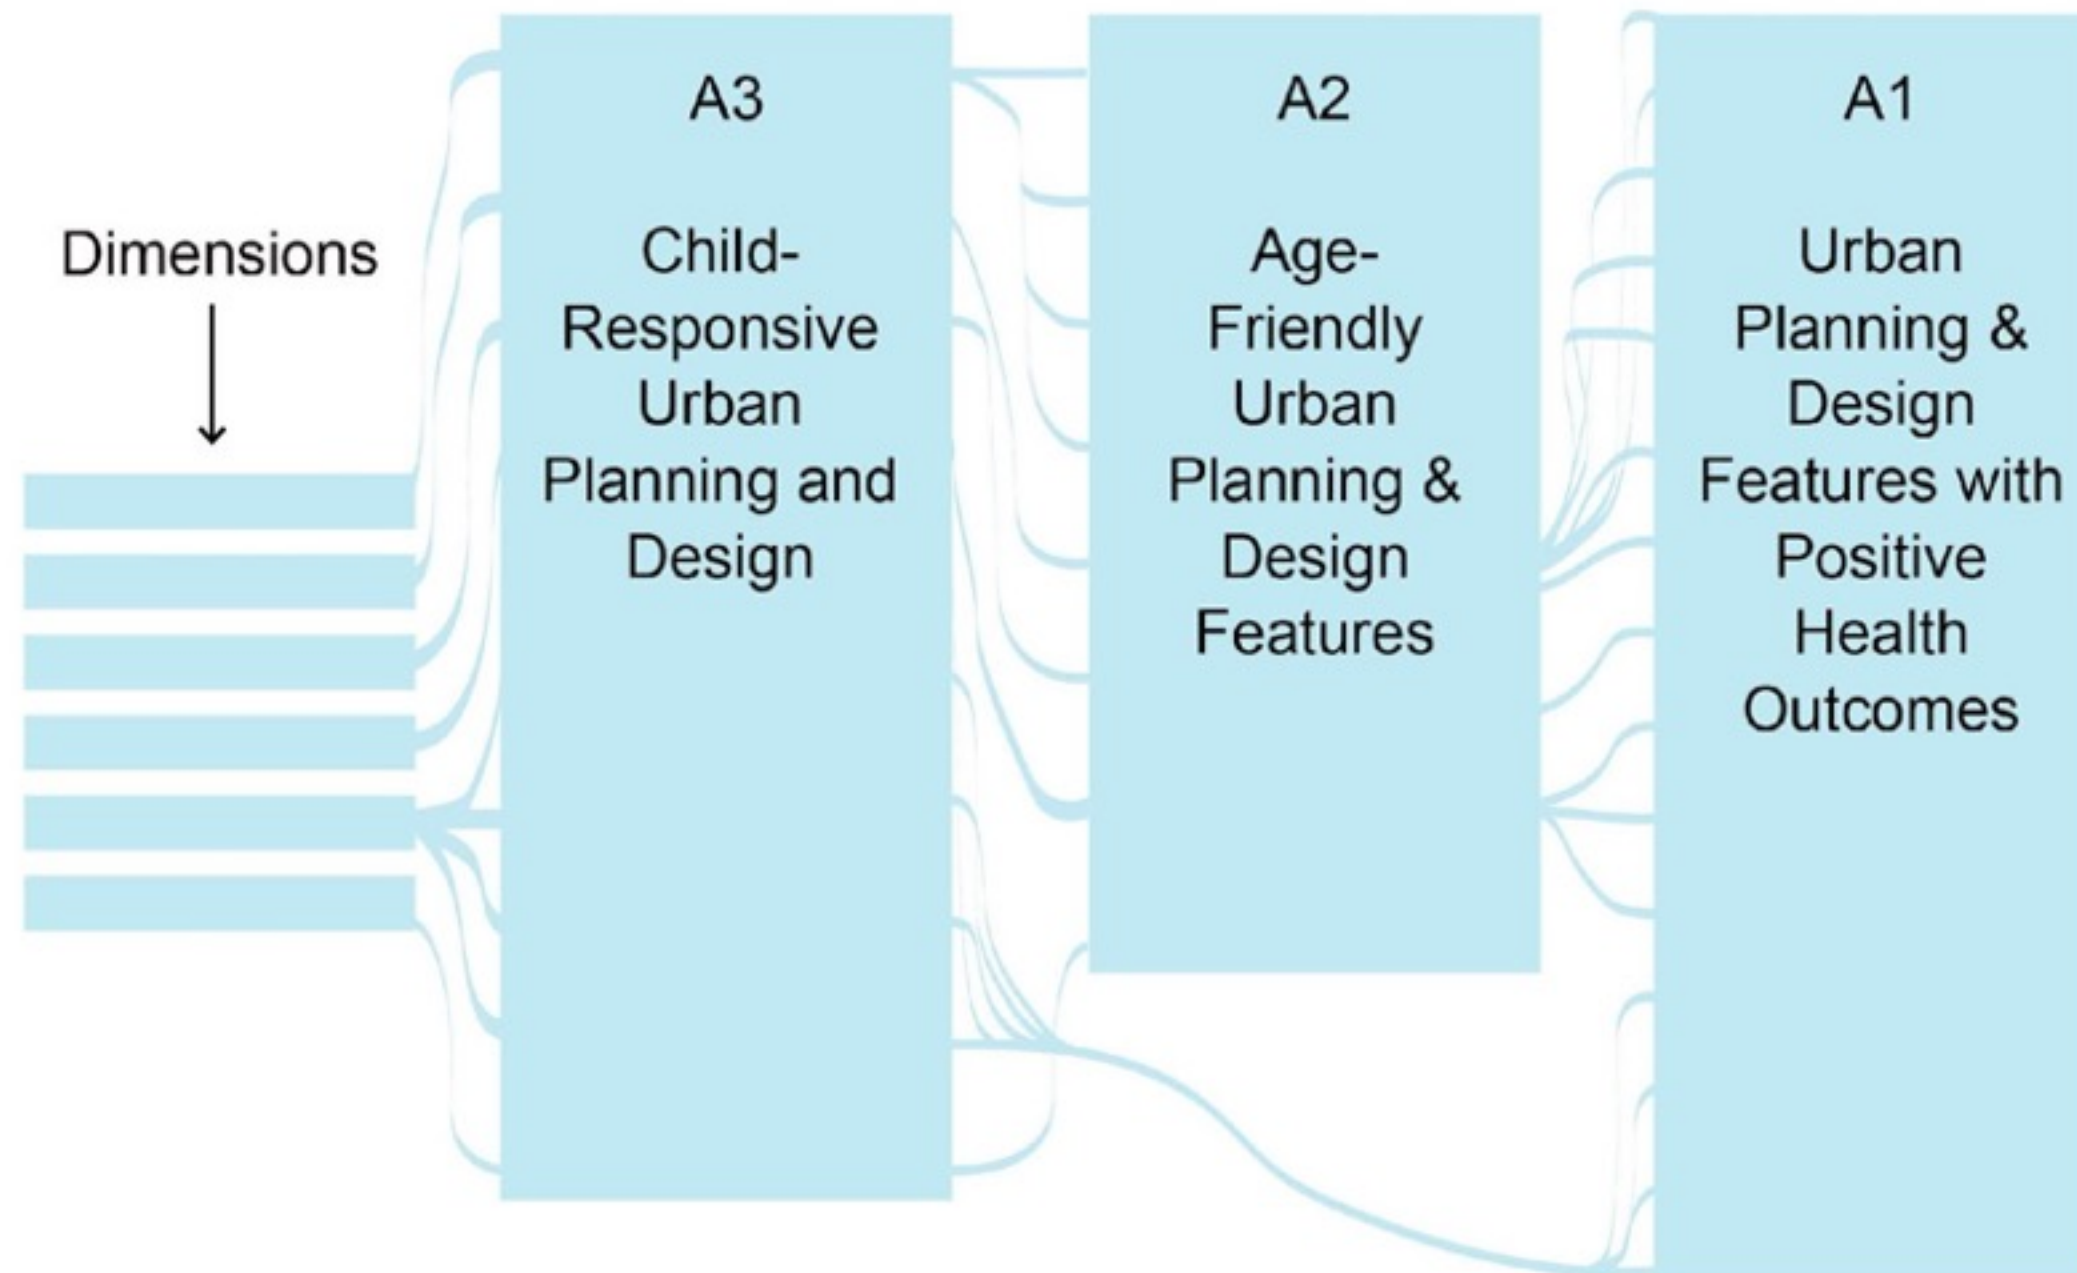 Dimensions
A3
Child-
Responsive
Urban
Planning and
Design
A2
Age-
Friendly
Urban
Planning &
Design
Features
A1
Urban
Planning &
Design
Features with
Positive
Health
Outcomes